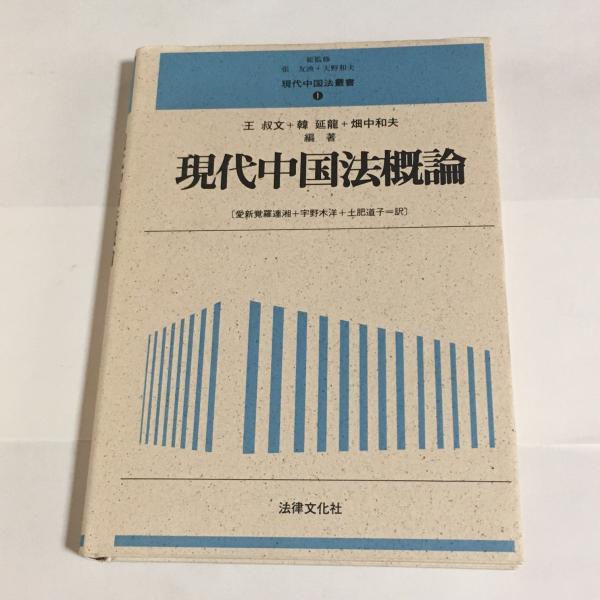 総監修
張 友漁+天野和夫
現代中国法叢書
❶
王 叔文+韓 延龍+畑中和夫
編 著
現代中国法概論
〔愛新覚羅連湘+宇野木洋+土肥道子=訳〕
法律文化社